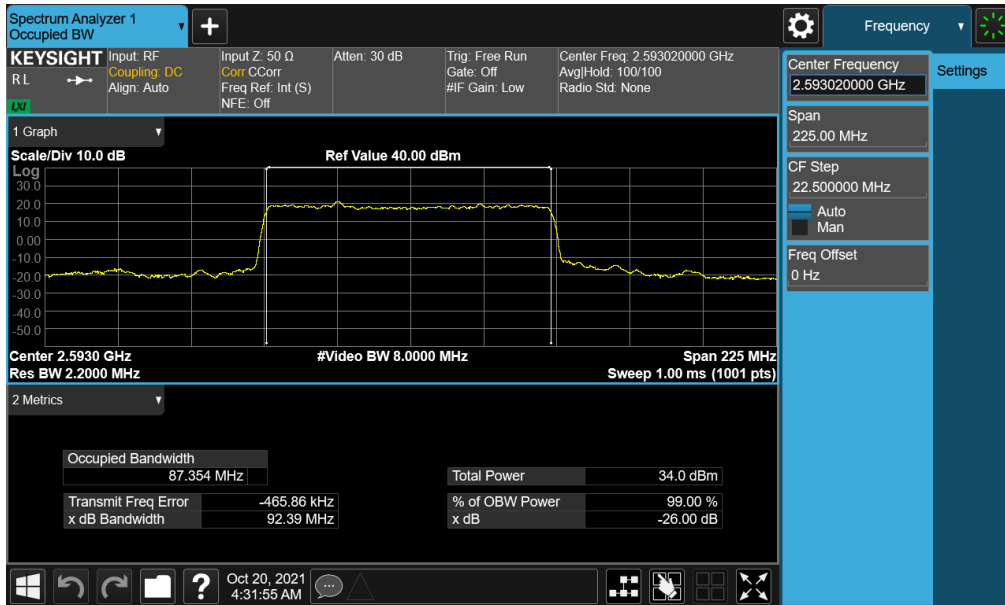 Spectrum Analyzer 1
Occupied BW
+
Frequency
KEYSIGHT
R L
LXI
Input: RF
Coupling: DC
Align: Auto
Input Z: 50 Ω
Corr CCorr
Freq Ref: Int (S)
NFE: Off
Atten: 30 dB
Trig: Free Run
Gate: Off
#IF Gain: Low
Center Freq: 2.593020000 GHz
Avg|Hold: 100/100
Radio Std: None
Center Frequency
2.593020000 GHz
Settings
Span
225.00 MHz
CF Step
22.500000 MHz
Auto
Man
Freq Offset
0 Hz
1 Graph
Scale/Div 10.0 dB
Ref Value 40.00 dBm
Log
30.0
20.0
10.0
0.00
-10.0
-20.0
-30.0
-40.0
-50.0
Center 2.5930 GHz
#Video BW 8.0000 MHz
Span 225 MHz
Res BW 2.2000 MHz
Sweep 1.00 ms (1001 pts)
2 Metrics
Occupied Bandwidth
87.354 MHz
Total Power 34.0 dBm
Transmit Freq Error -465.86 kHz
% of OBW Power 99.00 %
x dB Bandwidth 92.39 MHz
x dB -26.00 dB
?
Oct 20, 2021
4:31:55 AM